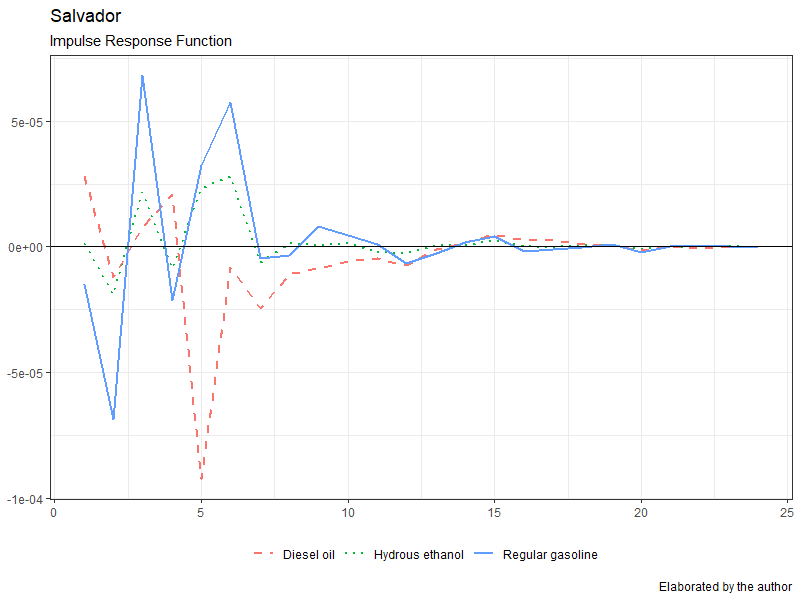 Salvador
Impulse Response Function
5e-05
0e+00
-5e-05
-1e-04
0 5 10 15 20 25
Diesel oil Hydrous ethanol Regular gasoline
Elaborated by the author